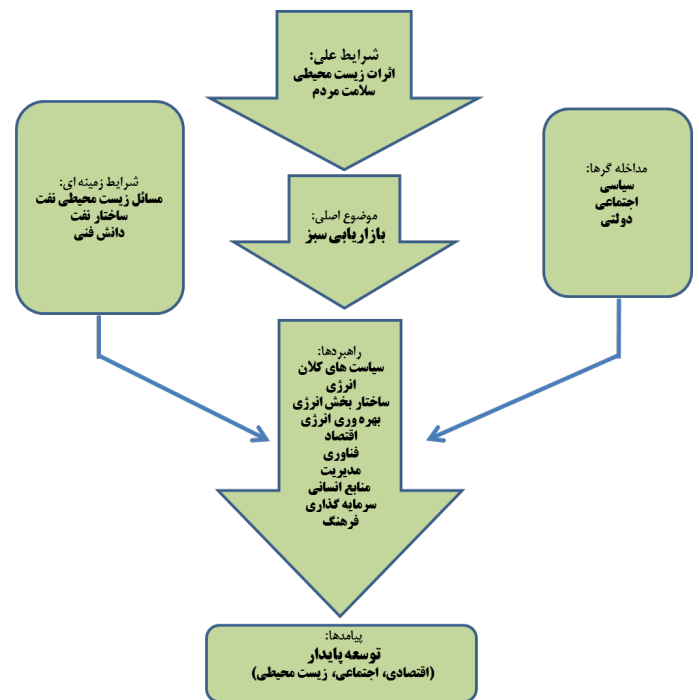 شرایط علی:
اثرات زیست محیطی
سلامت مردم
مداخله گرها:
سیاسی
اجتماعی
دولتی
شرایط زمینه ای:
مسائل زیست محیطی نفت
ساختار نفت
دانش فنی
موضوع اصلی:
بازاریابی سبز
راهبردها:
سیاست های کلان
انرژی
ساختار بخش انرژی
بهره وری انرژی
اقتصاد
فناوری
مدیریت
منابع انسانی
سرمایه گذاری
فرهنگ
پیامدها:
توسعه پایدار
(اقتصادی، اجتماعی، زیست محیطی)